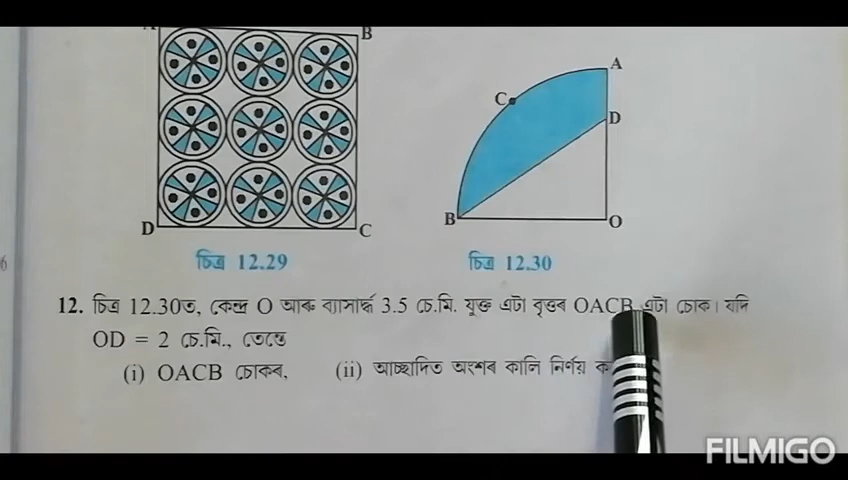 A B
D C
চিত্ৰ 12.29
A
C
D
B O
চিত্ৰ 12.30
6
12. চিত্ৰ 12.30ত, কেন্দ্ৰ O আৰু ব্যাসাৰ্দ্ধ 3.5 চে.মি. যুক্ত এটা বৃত্তৰ OACB এটা চোক। যদি
OD = 2 চে.মি., তেন্তে
(i) OACB চোকৰ, (ii) আচ্ছাদিত অংশৰ কালি নিৰ্ণয়
FILMIGO